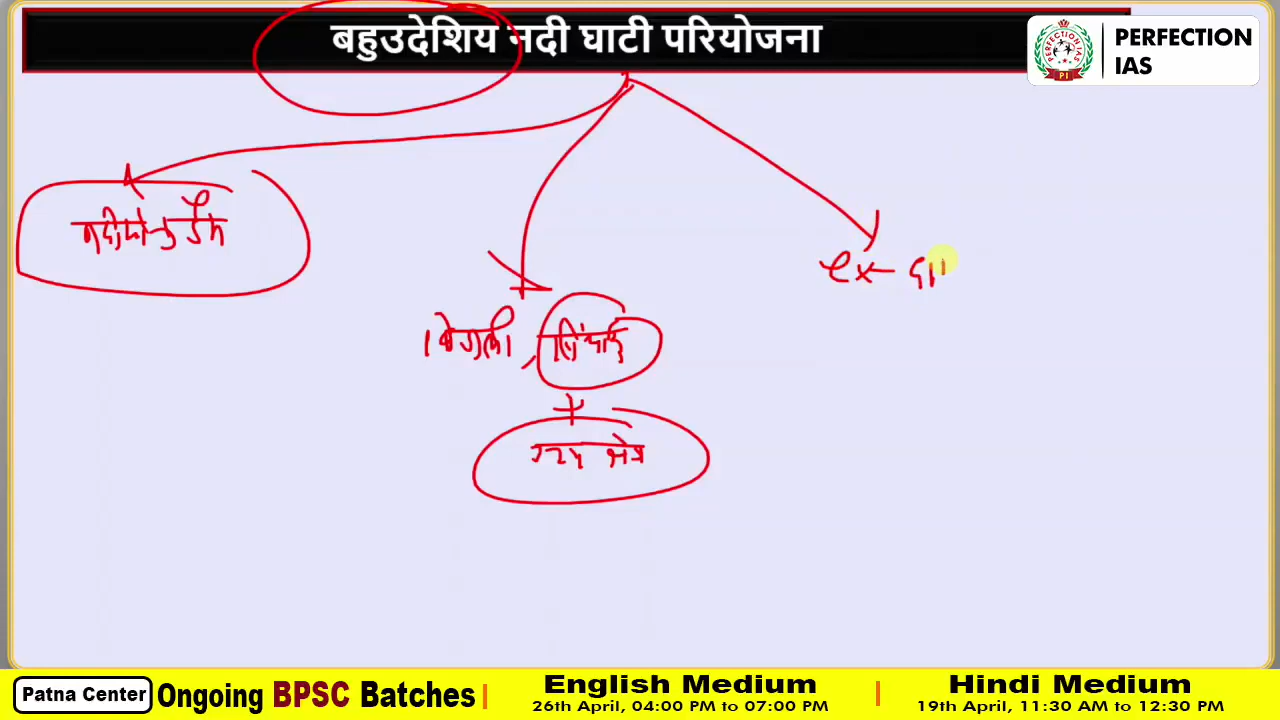 बहुउदेशिय नदी घाटी परियोजना
PERFECTION
IAS
नदीयो
ex-
बिजली, सिंचाई
अन्य क्षेत्र
Patna Center
Ongoing BPSC Batches
English Medium
26th April, 04:00 PM to 07:00 PM
Hindi Medium
19th April, 11:30 AM to 12:30 PM